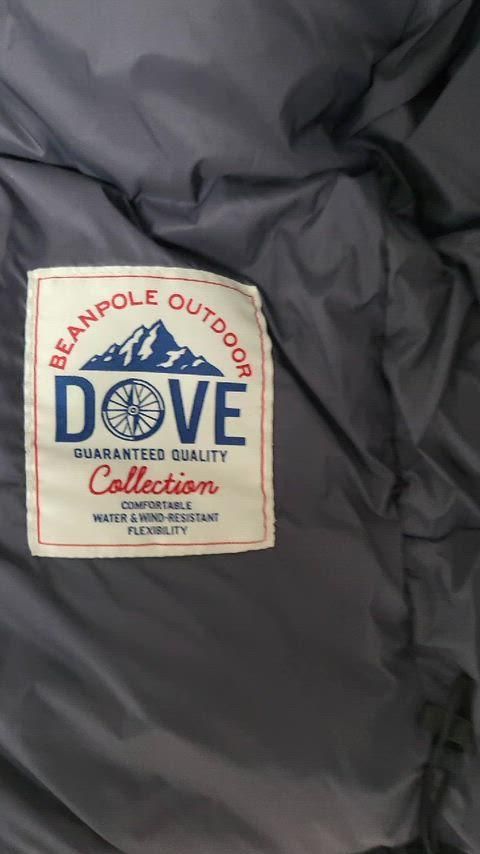 BEANPOLE OUTDOOR
DOVE
GUARANTEED QUALITY
Collection
COMFORTABLE
WATER & WIND-RESISTANT
FLEXIBILITY